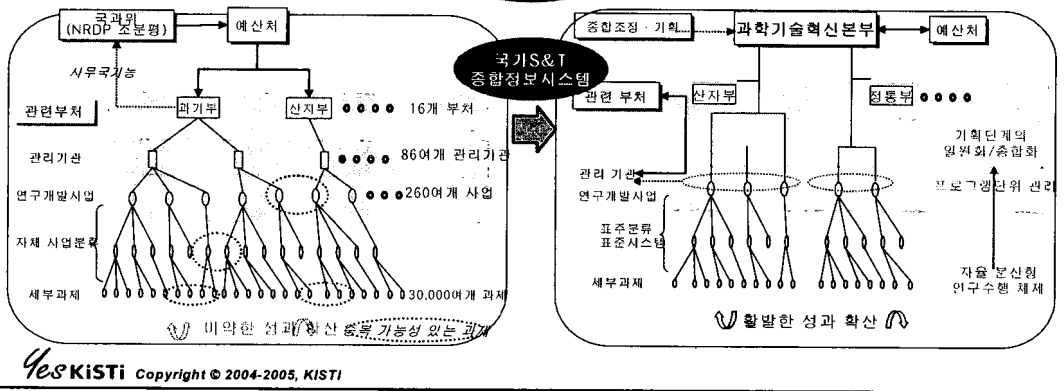 국과위
(NRDP 조분평)
예산처
사무국기능
관련부처
과기부
산자부
16개 부처
관리기관
86여개 관리기관
연구개발사업
260여개 사업
자체 사업분류
세부과제
30,000여개 과제
미약한 성과 확산
중복 가능성 있는 과제
국가S&T
종합정보시스템
종합조정·기획
과학기술혁신본부
예산처
관련 부처
산자부
정통부
기획단계의
일원화/종합화
관리 기관
연구개발사업
프로그램단위 관리
표준분류
표준시스템
세부과제
자율 분산형
연구수행 체제
활발한 성과 확산
Yes KiSTi Copyright © 2004-2005, KISTI